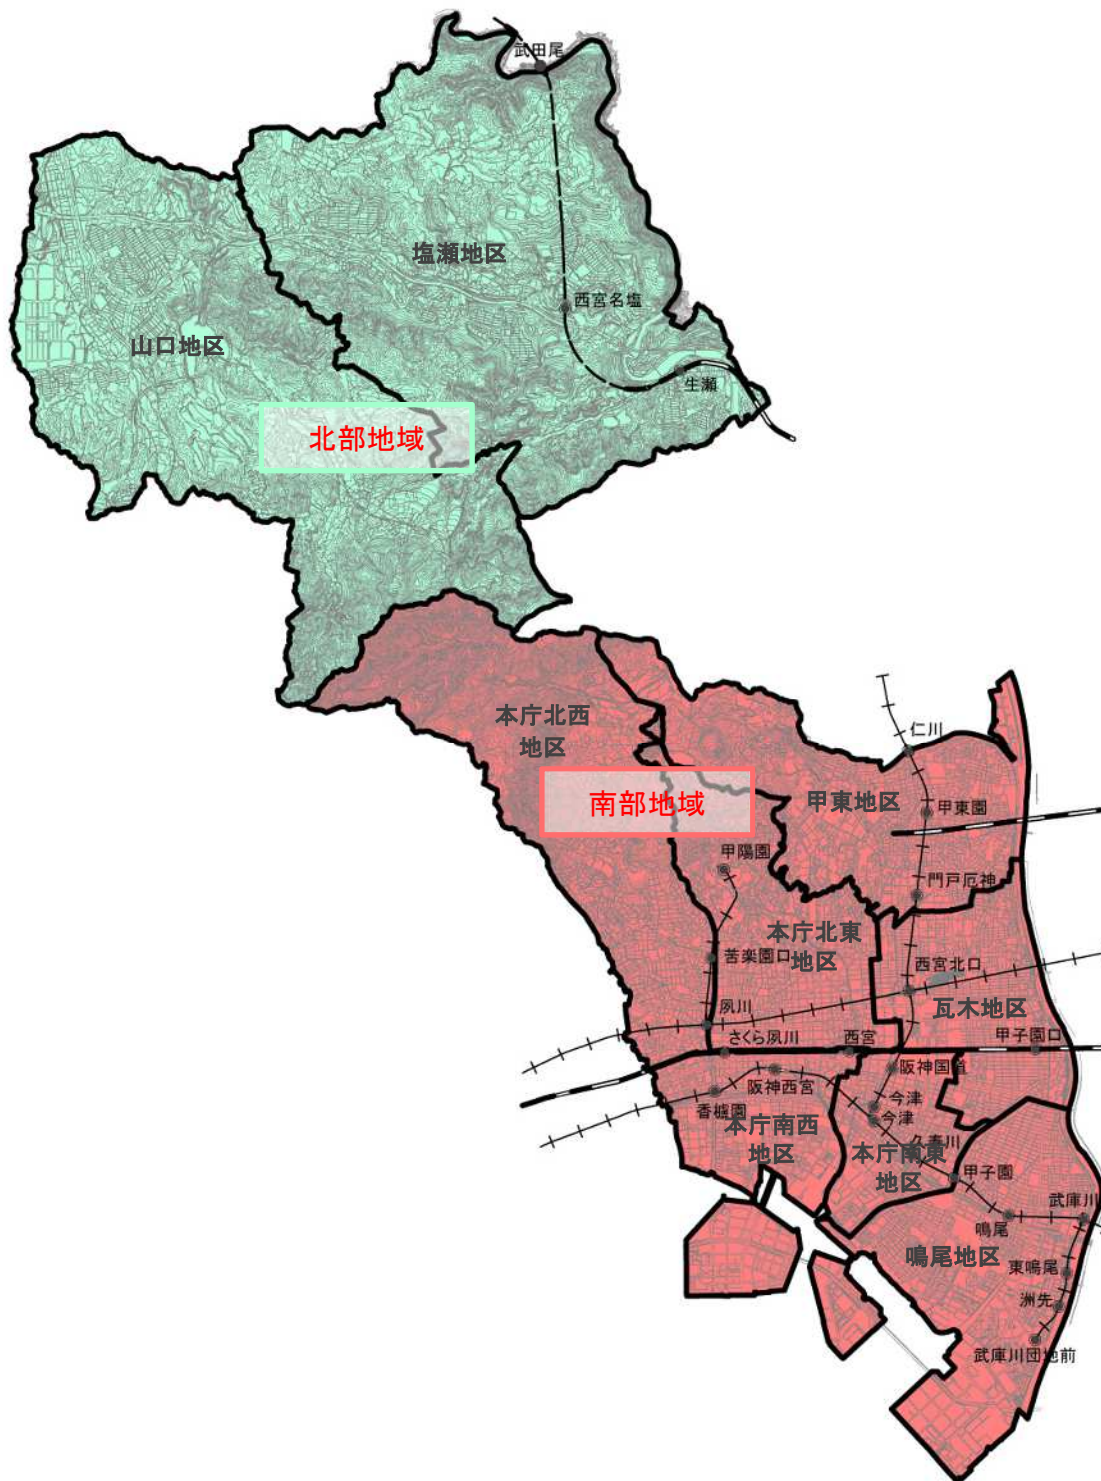 武田尾
塩瀬地区
西宮名塩
山口地区
生瀬
北部地域
本庁北西
地区
仁川
南部地域
甲東地区
甲東園
甲陽園
門戸厄神
本庁北東
地区
苦楽園口
西宮北口
瓦木地区
夙川
さくら夙川
西宮
甲子園口
阪神国道
阪神西宮
香櫨園
今津
今津
本庁南西
地区
久寿川
本庁南東
地区
甲子園
武庫川
鳴尾
鳴尾地区
東鳴尾
洲先
武庫川団地前